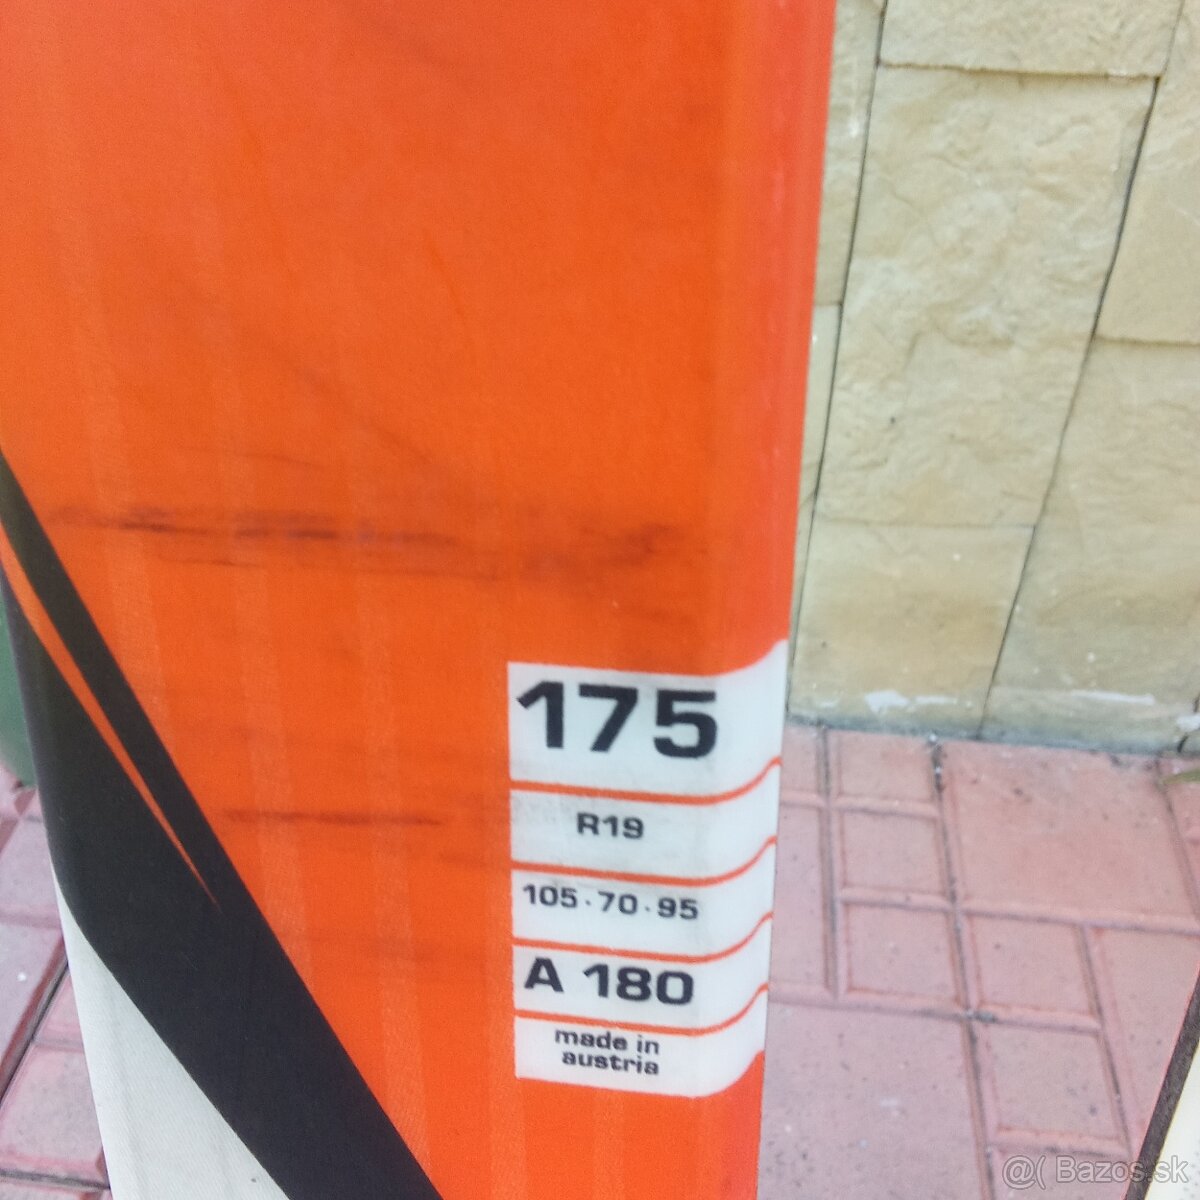 175
R19
105·70·95
A 180
made in
austria
@( Bazos.sk